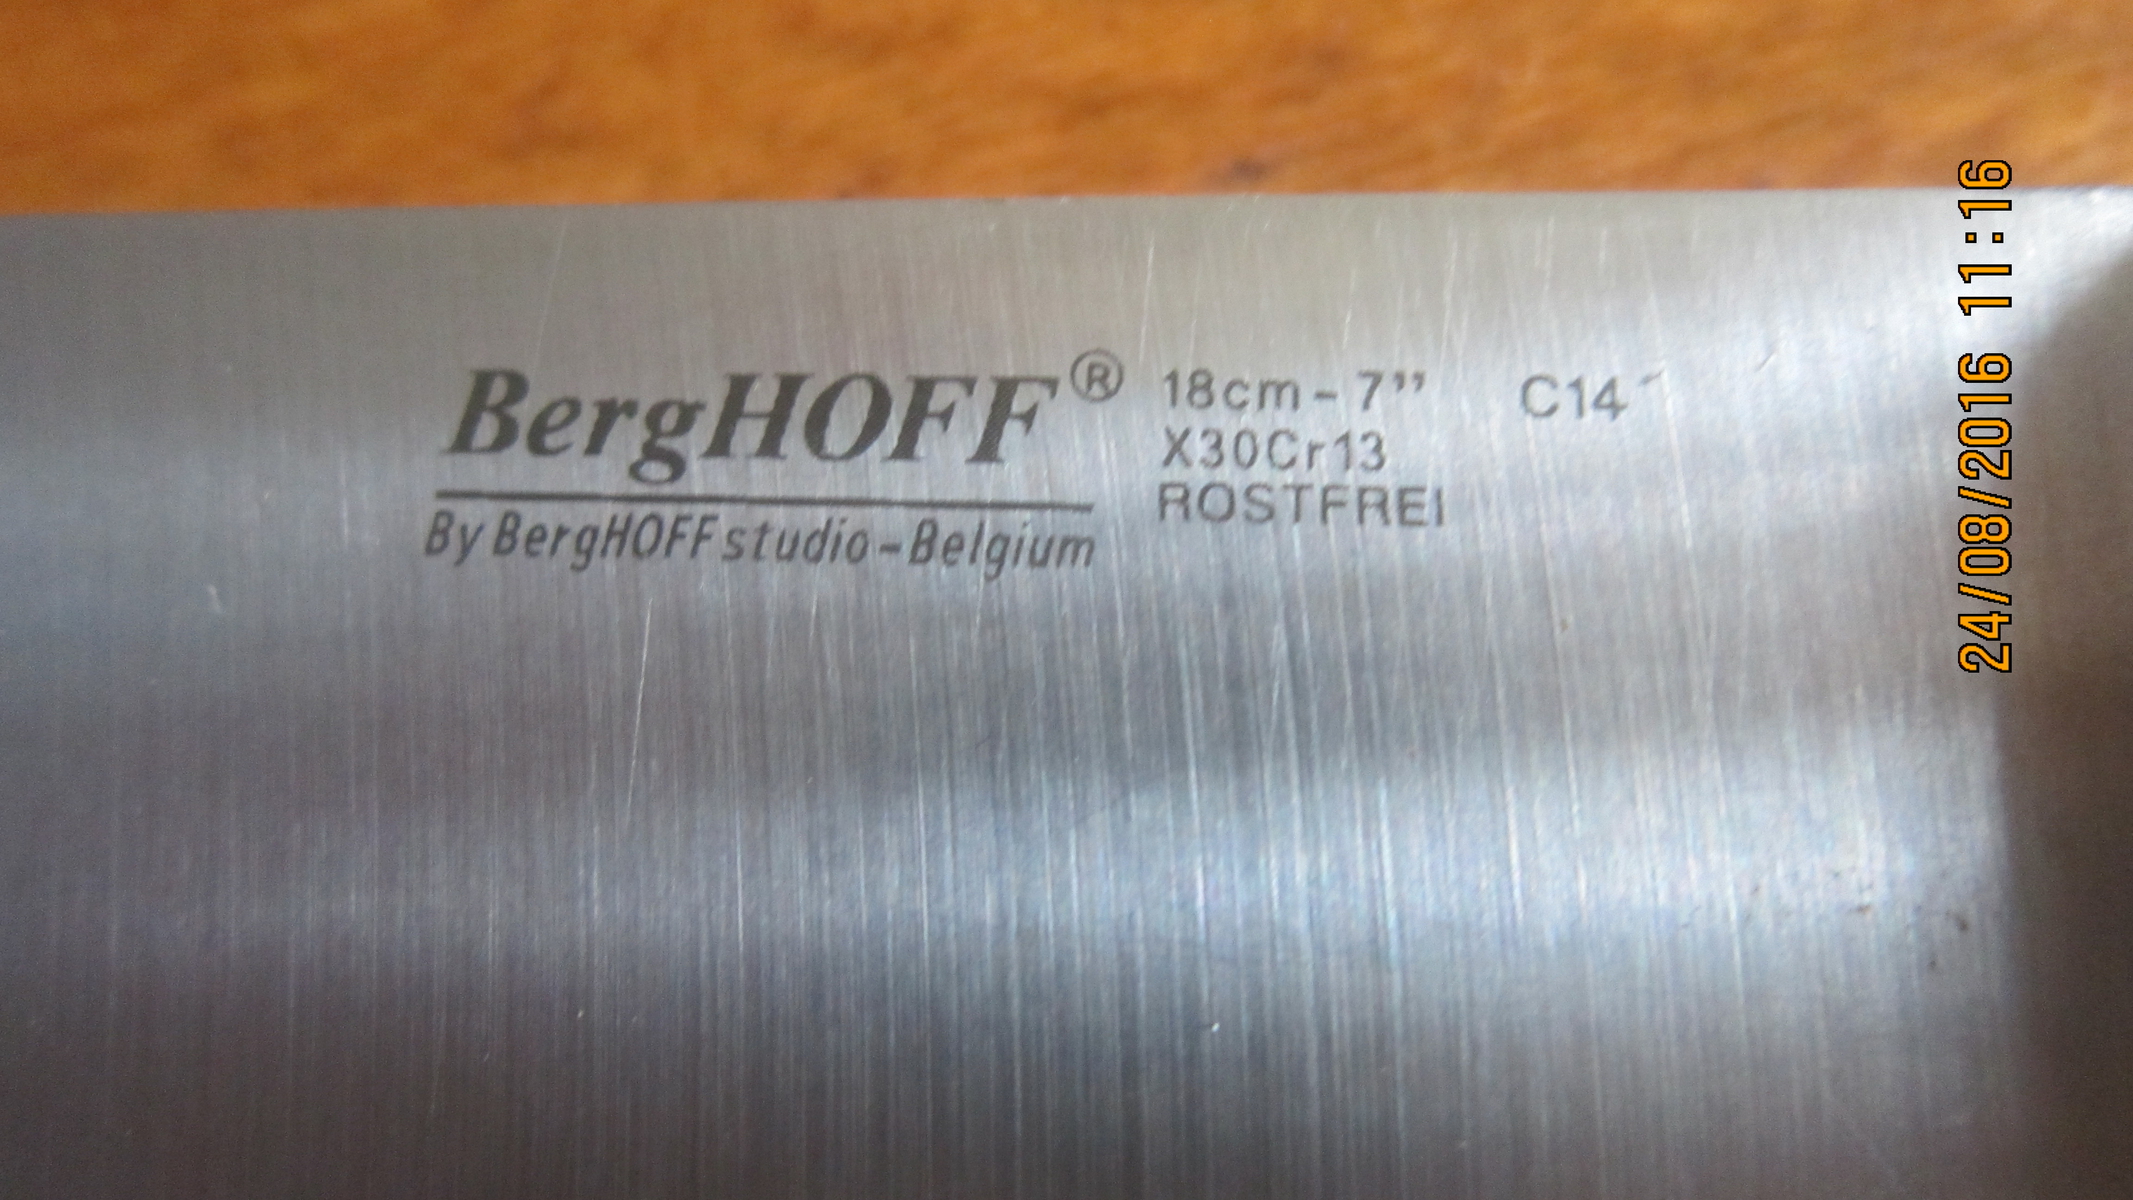 BergHOFF®
By BergHOFF studio - Belgium
18cm - 7”
X30Cr13
ROSTFREI
C14
24/08/2016 11:16